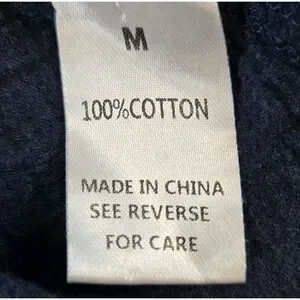 M
100%COTTON
MADE IN CHINA
SEE REVERSE
FOR CARE